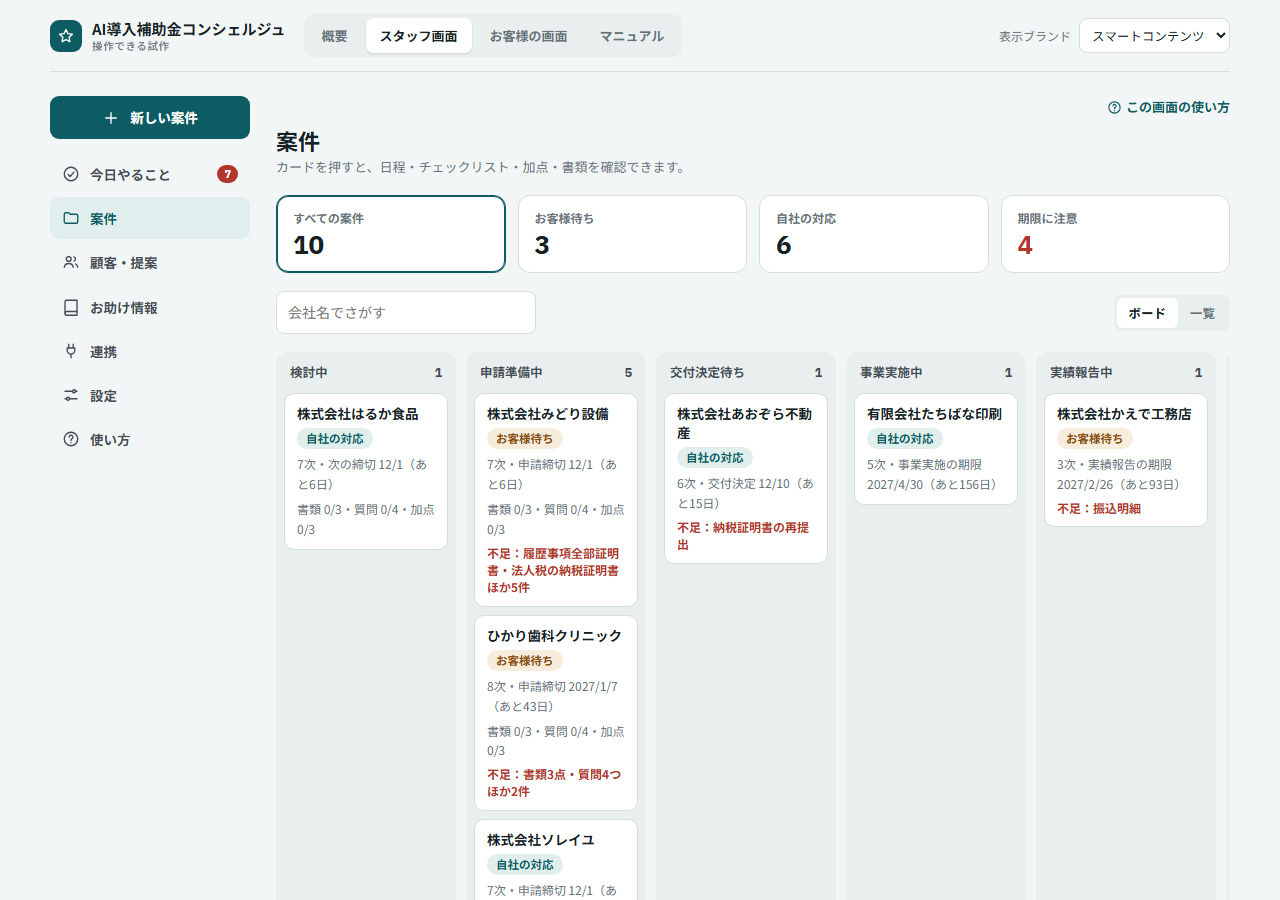 AI導入補助金コンシェルジュ
操作できる試作
概要
スタッフ画面
お客様の画面
マニュアル
表示ブランド
スマートコンテンツ
＋ 新しい案件
今日やること
7
案件
顧客・提案
お助け情報
連携
設定
使い方
この画面の使い方
案件
カードを押すと、日程・チェックリスト・加点・書類を確認できます。
すべての案件
10
お客様待ち
3
自社の対応
6
期限に注意
4
会社名でさがす
ボード
一覧
検討中
1
株式会社はるか食品
自社の対応
7次・次の締切 12/1（あ
と6日）
書類 0/3・質問 0/4・加点
0/3
申請準備中
5
株式会社みどり設備
お客様待ち
7次・申請締切 12/1（あ
と6日）
書類 0/3・質問 0/4・加点
0/3
不足：履歴事項全部証明
書・法人税の納税証明書
ほか5件
ひかり歯科クリニック
お客様待ち
8次・申請締切 2027/1/7
（あと43日）
書類 0/3・質問 0/4・加点
0/3
不足：書類3点・質問4つ
ほか2件
株式会社ソレイユ
自社の対応
7次・申請締切 12/1（あ
交付決定待ち
1
株式会社あおぞら不動
産
自社の対応
6次・交付決定 12/10（あ
と15日）
不足：納税証明書の再提
出
事業実施中
1
有限会社たちばな印刷
自社の対応
5次・事業実施の期限
2027/4/30（あと156日）
実績報告中
1
株式会社かえで工務店
お客様待ち
3次・実績報告の期限
2027/2/26（あと93日）
不足：振込明細